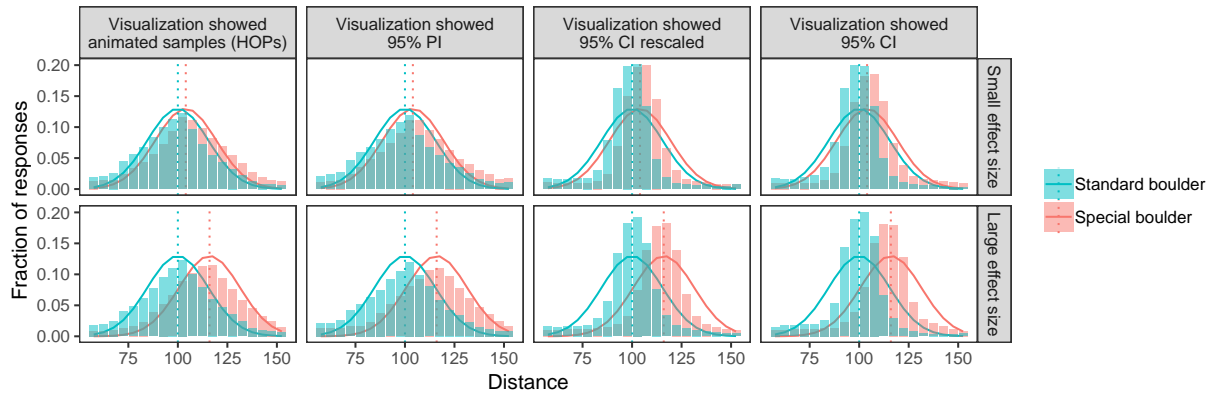 Visualization showed
animated samples (HOPs)
Visualization showed
95% PI
Visualization showed
95% CI rescaled
Visualization showed
95% CI
Fraction of responses
0.20
0.15
0.10
0.05
0.00
Small effect size
0.20
0.15
0.10
0.05
0.00
Large effect size
75 100 125 150
75 100 125 150
75 100 125 150
75 100 125 150
Distance
Standard boulder
Special boulder